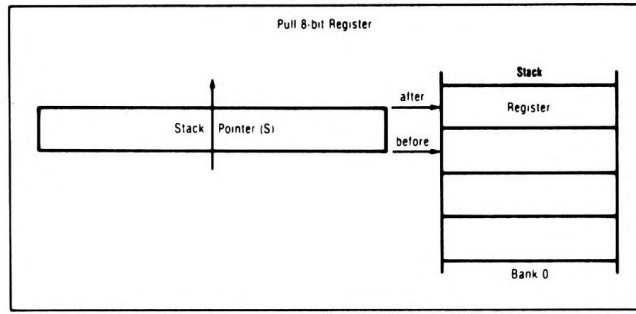 Pull 8-bit Register
Stack
after
Register
Stack Pointer (S)
before
Bank 0